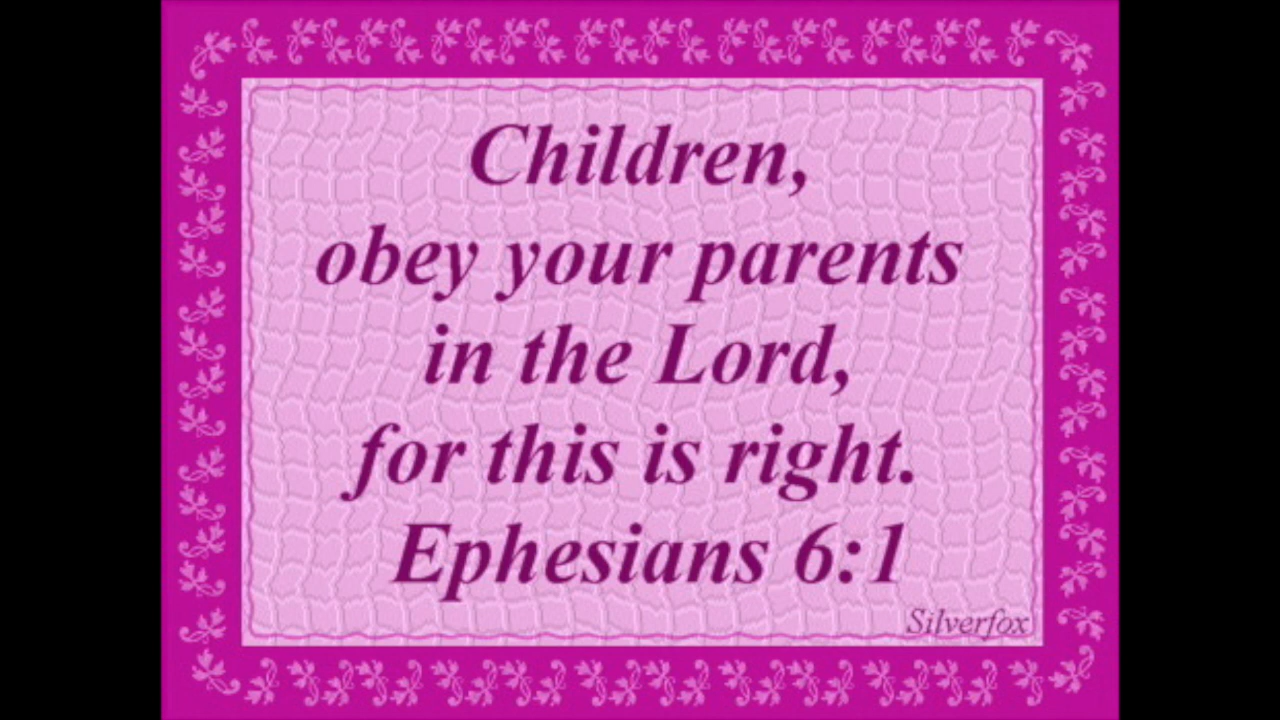 Children,
obey your parents
in the Lord,
for this is right.
Ephesians 6:1
Silverfox